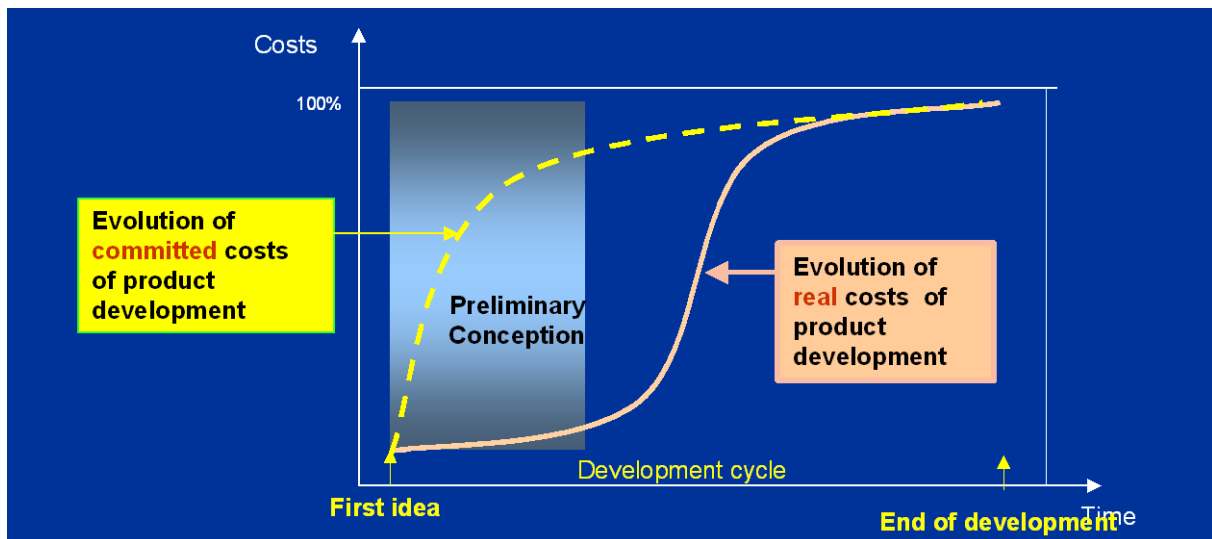 Costs
100%
Evolution of
committed costs
of product
development
Preliminary
Conception
Evolution of
real costs of
product
development
Development cycle
First idea
End of development
Time